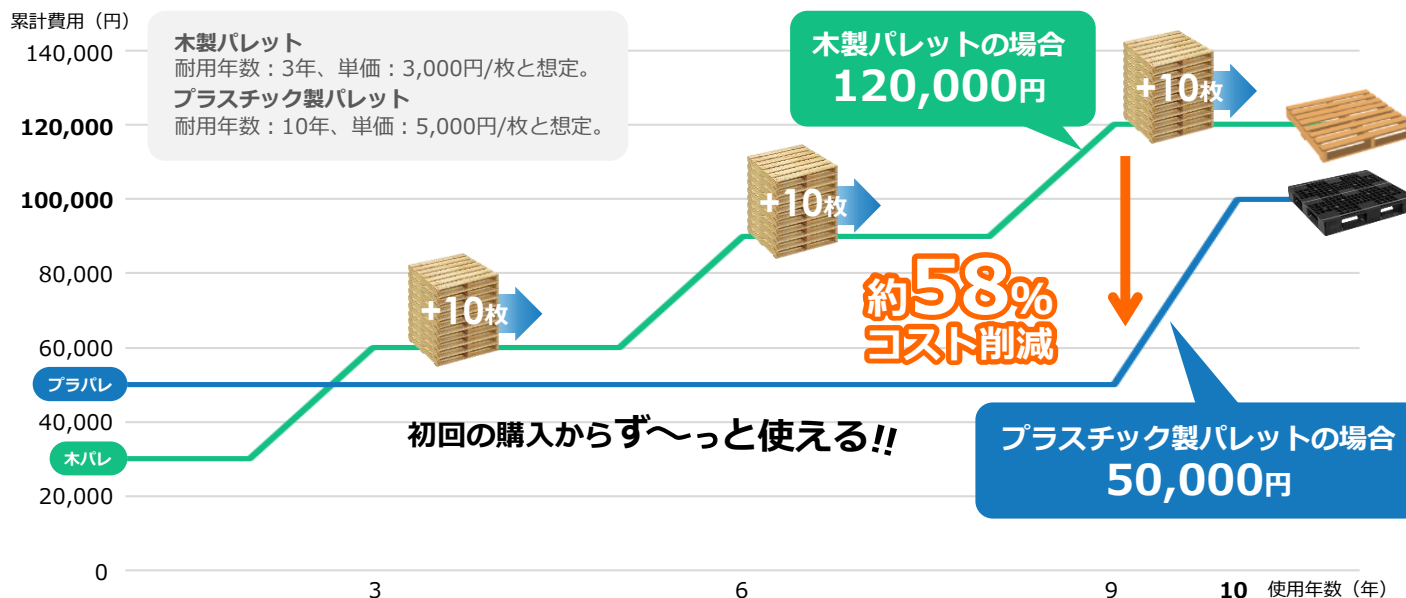 累計費用（円）
140,000
120,000
100,000
80,000
60,000
40,000
20,000
0
木製パレット
耐用年数：3年、単価：3,000円/枚と想定。
プラスチック製パレット
耐用年数：10年、単価：5,000円/枚と想定。
木製パレットの場合
120,000円
+10枚
+10枚
+10枚
約58%
コスト削減
プラパレ
木パレ
初回の購入からず〜っと使える!!
プラスチック製パレットの場合
50,000円
3
6
9
10
使用年数（年）